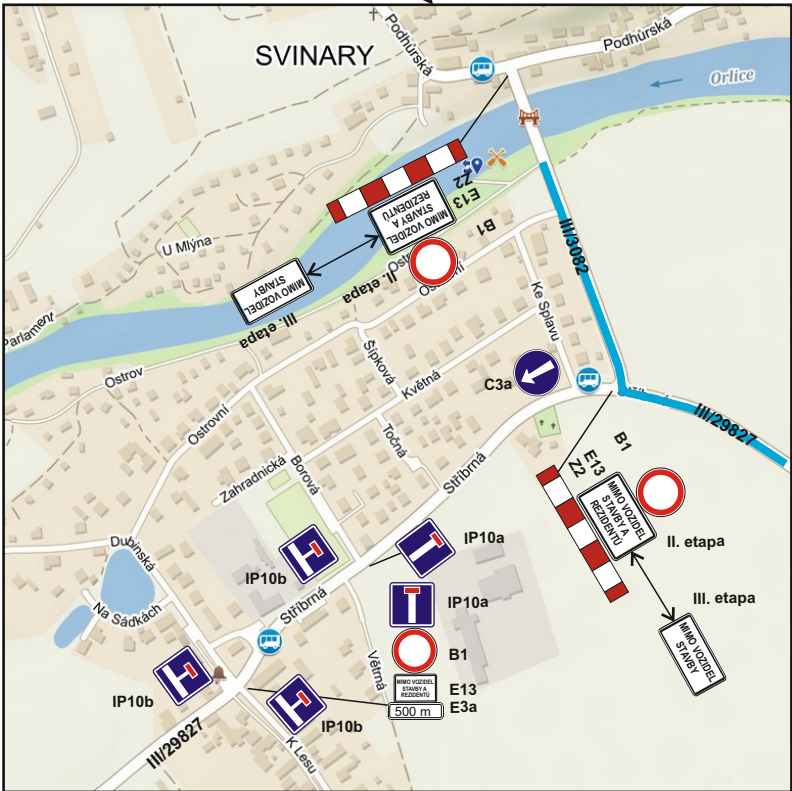 SVINARY
Podhůrská
Podhůrská
Orlice
Z2
E13
MIMO VOZIDEL
STAVBY A
REZIDENTŮ
B1
U Mlýna
MIMO VOZIDEL
STAVBY
II. etapa
III. etapa
Ostrovní
III/3082
Ke Splavu
Parlament
Ostrov
Šípková
Květná
C3a
Ostrovní
Točná
III/29827
B1
E13
Z2
Zahradnická
Borová
Stříbrná
MIMO VOZIDEL
STAVBY A
REZIDENTŮ
II. etapa
Dubinská
IP10a
IP10b
IP10a
III. etapa
Na Sádkách
Stříbrná
B1
MIMO VOZIDEL
STAVBY
Větrná
MIMO VOZIDEL
STAVBY A
REZIDENTŮ
E13
500 m
E3a
IP10b
IP10b
K Lesu
III/29827